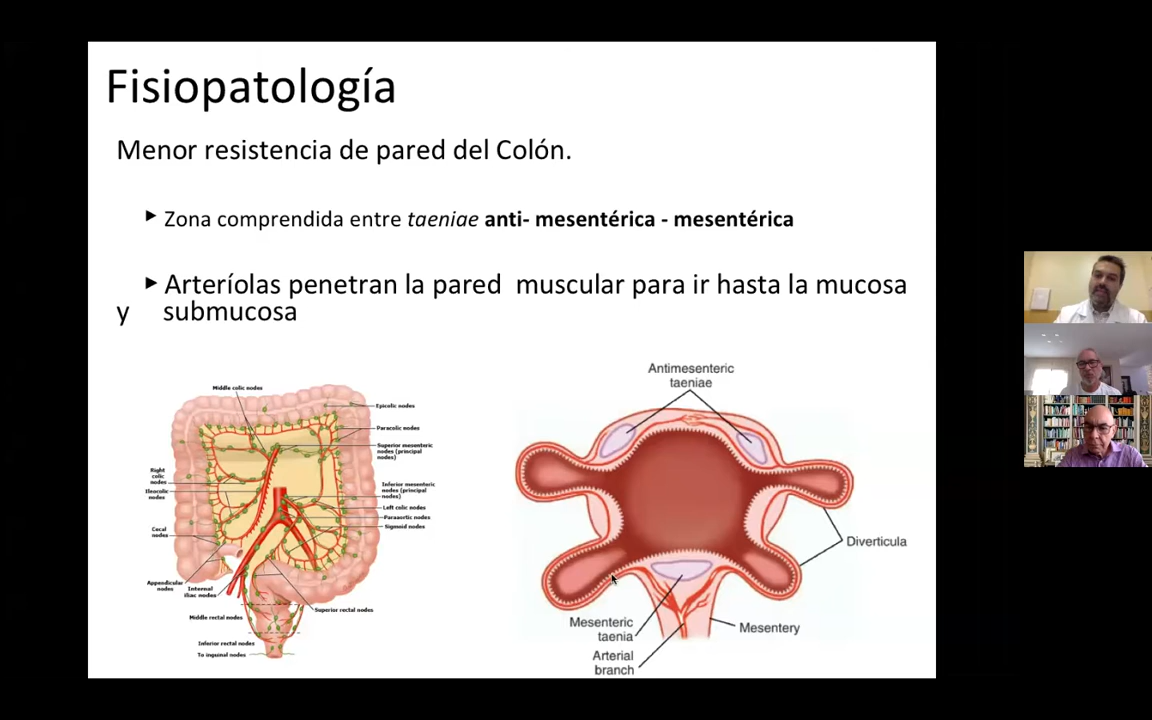 Fisiopatología
Menor resistencia de pared del Colón.
▶ Zona comprendida entre taeniae anti- mesentérica - mesentérica
▶ Arteríolas penetran la pared muscular para ir hasta la mucosa
y submucosa
Middle colic nodes
Epicolic nodes
Paracolic nodes
Superior mesenteric
nodes (principal
nodes)
Right
colic
nodes
Ileocolic
nodes
Inferior mesenteric
nodes (principal
nodes)
Left colic nodes
Paraaortic nodes
Sigmoid nodes
Cecal
nodes
Appendicular
nodes
Internal
iliac nodes
Superior rectal nodes
Middle rectal nodes
Inferior rectal nodes
To inguinal nodes
Antimesenteric
taeniae
Diverticula
Mesenteric
taenia
Mesentery
Arterial
branch